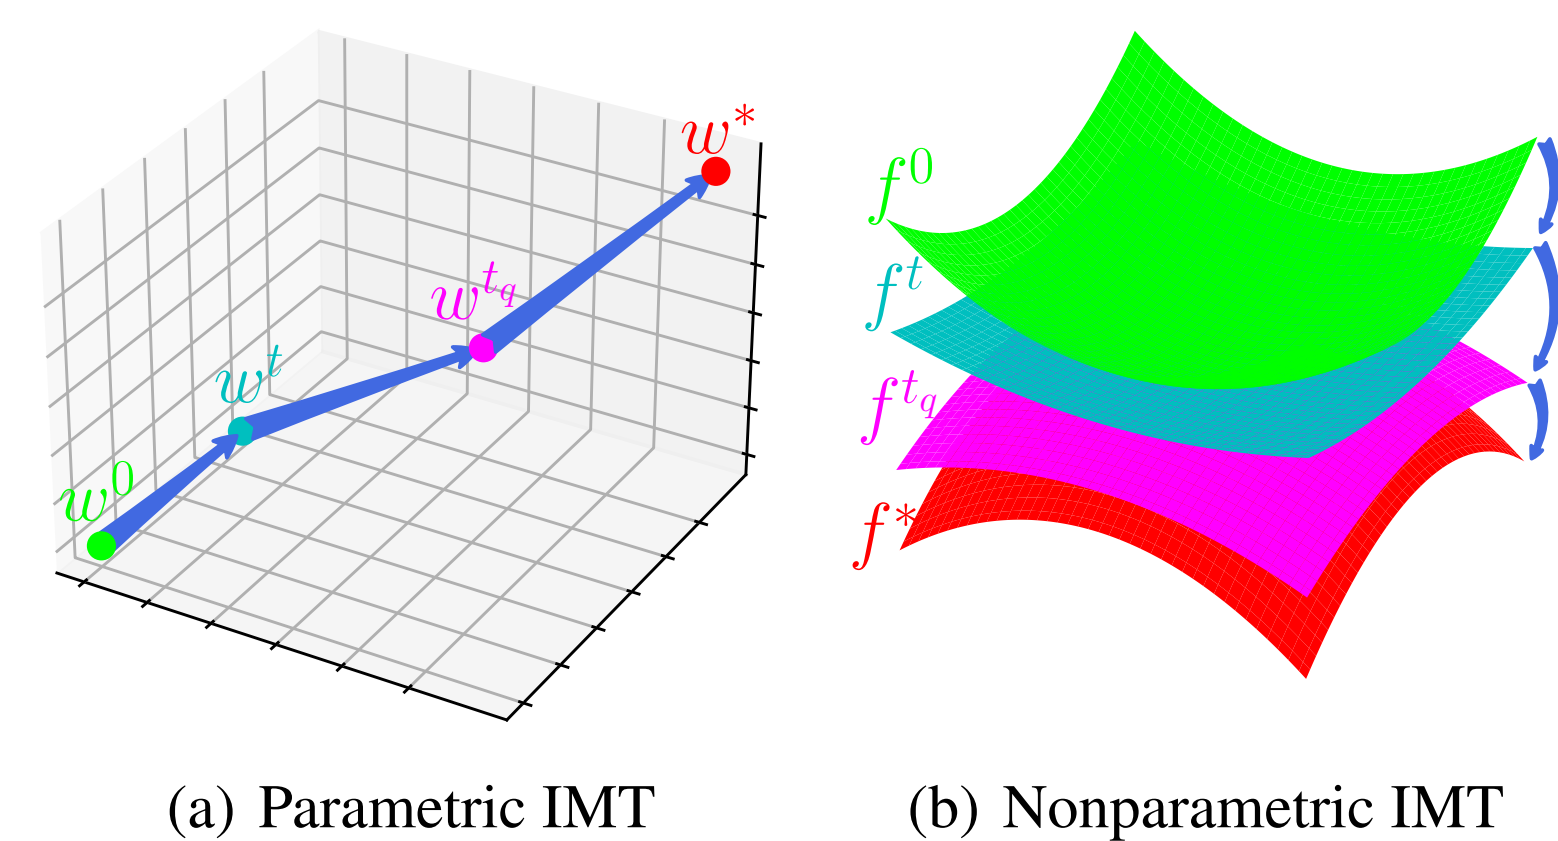 w^*
w^{t_q}
w^t
w^0
f^0
f^t
f^{t_q}
f^*
(a) Parametric IMT
(b) Nonparametric IMT